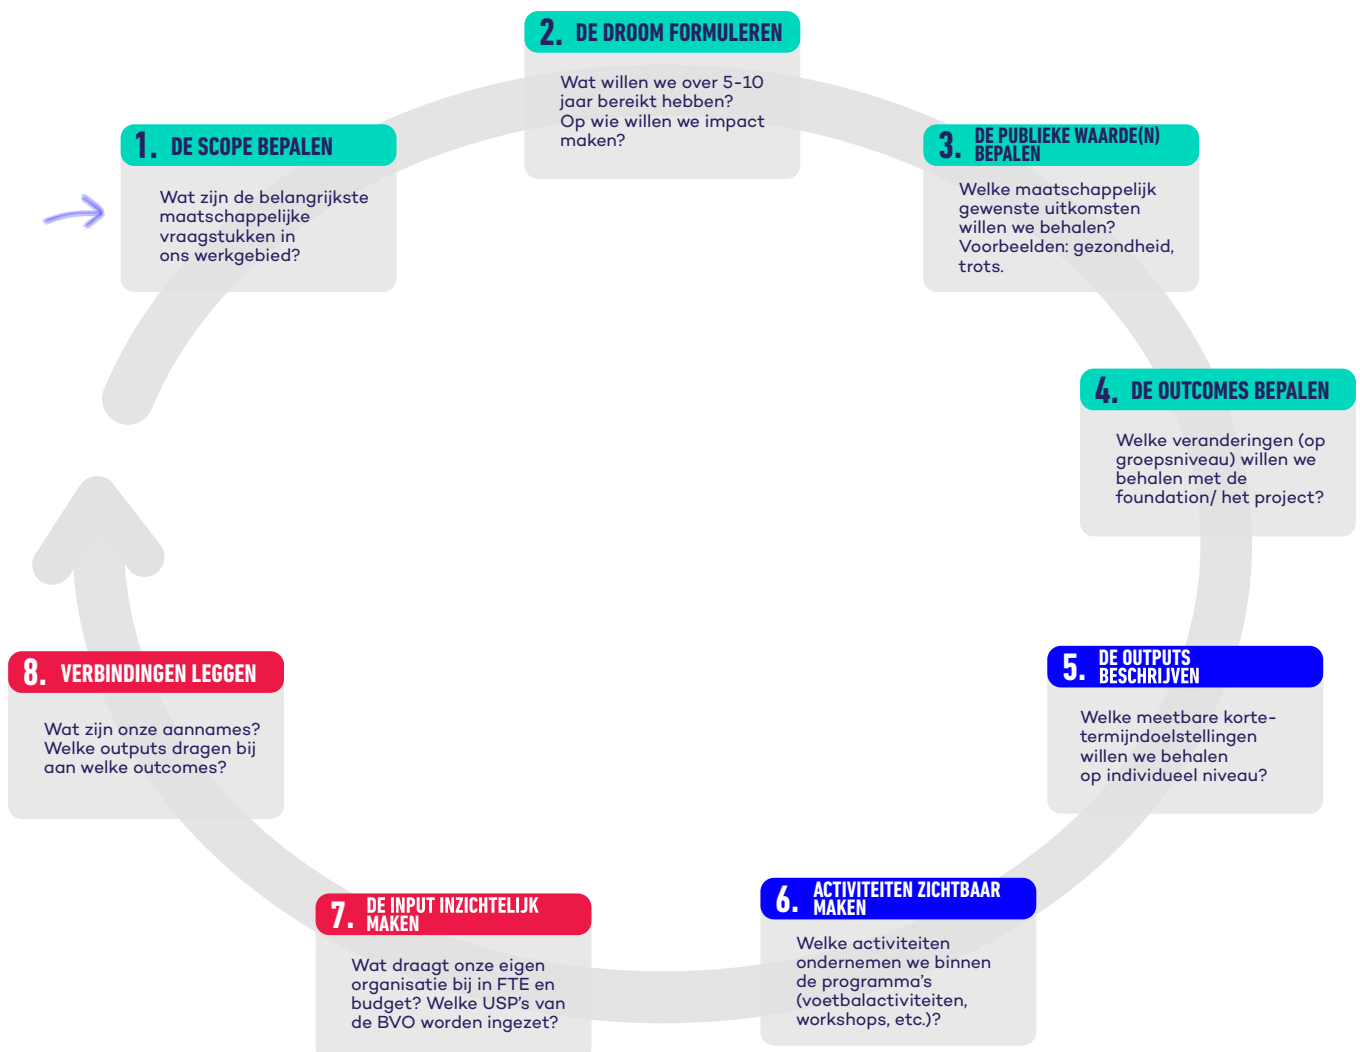 1. DE SCOPE BEPALEN
Wat zijn de belangrijkste
maatschappelijke
vraagstukken in
ons werkgebied?
2. DE DROOM FORMULEREN
Wat willen we over 5-10
jaar bereikt hebben?
Op wie willen we impact
maken?
3. DE PUBLIEKE WAARDE(N)
BEPALEN
Welke maatschappelijk
gewenste uitkomsten
willen we behalen?
Voorbeelden: gezondheid,
trots.
4. DE OUTCOMES BEPALEN
Welke veranderingen (op
groepsniveau) willen we
behalen met de
foundation/ het project?
5. DE OUTPUTS
BESCHRIJVEN
Welke meetbare korte-
termijndoelstellingen
willen we behalen
op individueel niveau?
6. ACTIVITEITEN ZICHTBAAR
MAKEN
Welke activiteiten
ondernemen we binnen
de programma's
(voetbalactiviteiten,
workshops, etc.)?
7. DE INPUT INZICHTELIJK
MAKEN
Wat draagt onze eigen
organisatie bij in FTE en
budget? Welke USP's van
de BVO worden ingezet?
8. VERBINDINGEN LEGGEN
Wat zijn onze aannames?
Welke outputs dragen bij
aan welke outcomes?